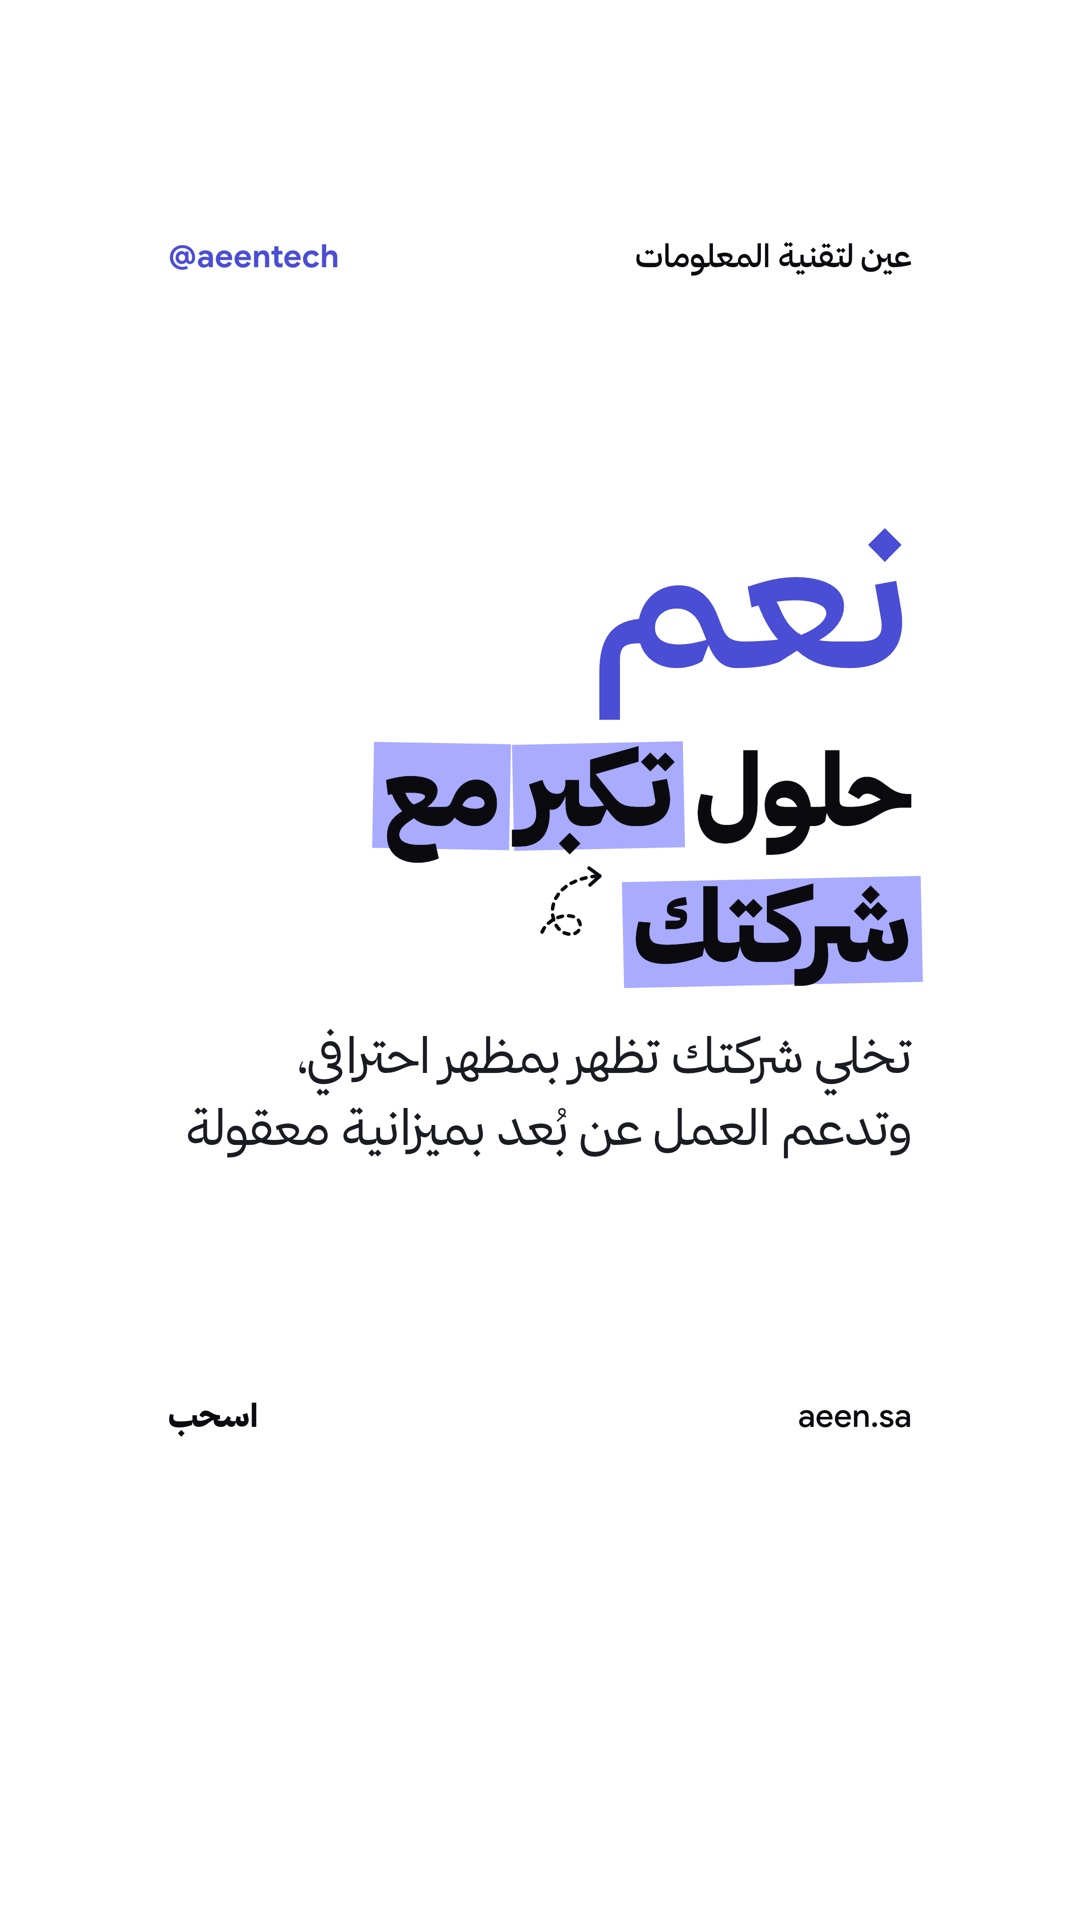 عين لتقنية المعلومات
@aeentech
نعم
حلول تكبر مع
شركتك
تخلي شركتك تظهر بمظهر احترافي،
وتدعم العمل عن بُعد بميزانية معقولة
aeen.sa
اسحب